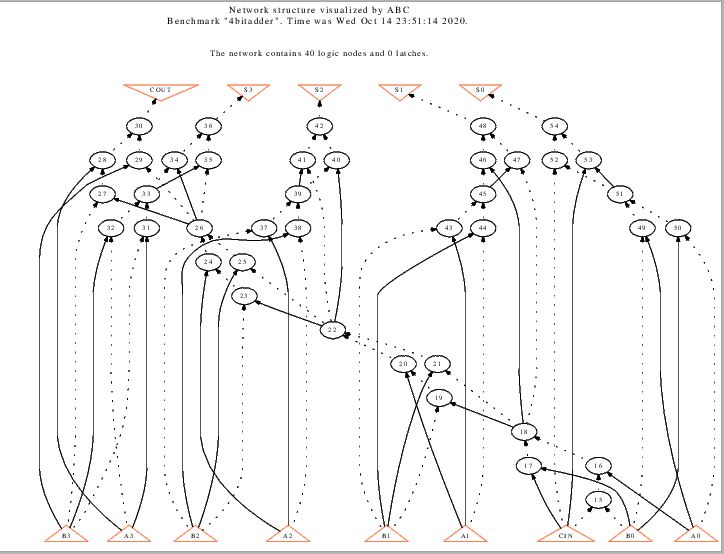 Network structure visualized by ABC
Benchmark "4bitadder". Time was Wed Oct 14 23:51:14 2020.
The network contains 40 logic nodes and 0 latches.
COUT S3 S2 S1 S0
30 36 42 48 54
28 29 34 35 41 40 46 47 52 53
27 33 39 45 51
32 31 26 37 38 43 44 49 50
24 25
23
22
20 21
19
18
17 16
15
B3 A3 B2 A2 B1 A1 CIN B0 A0